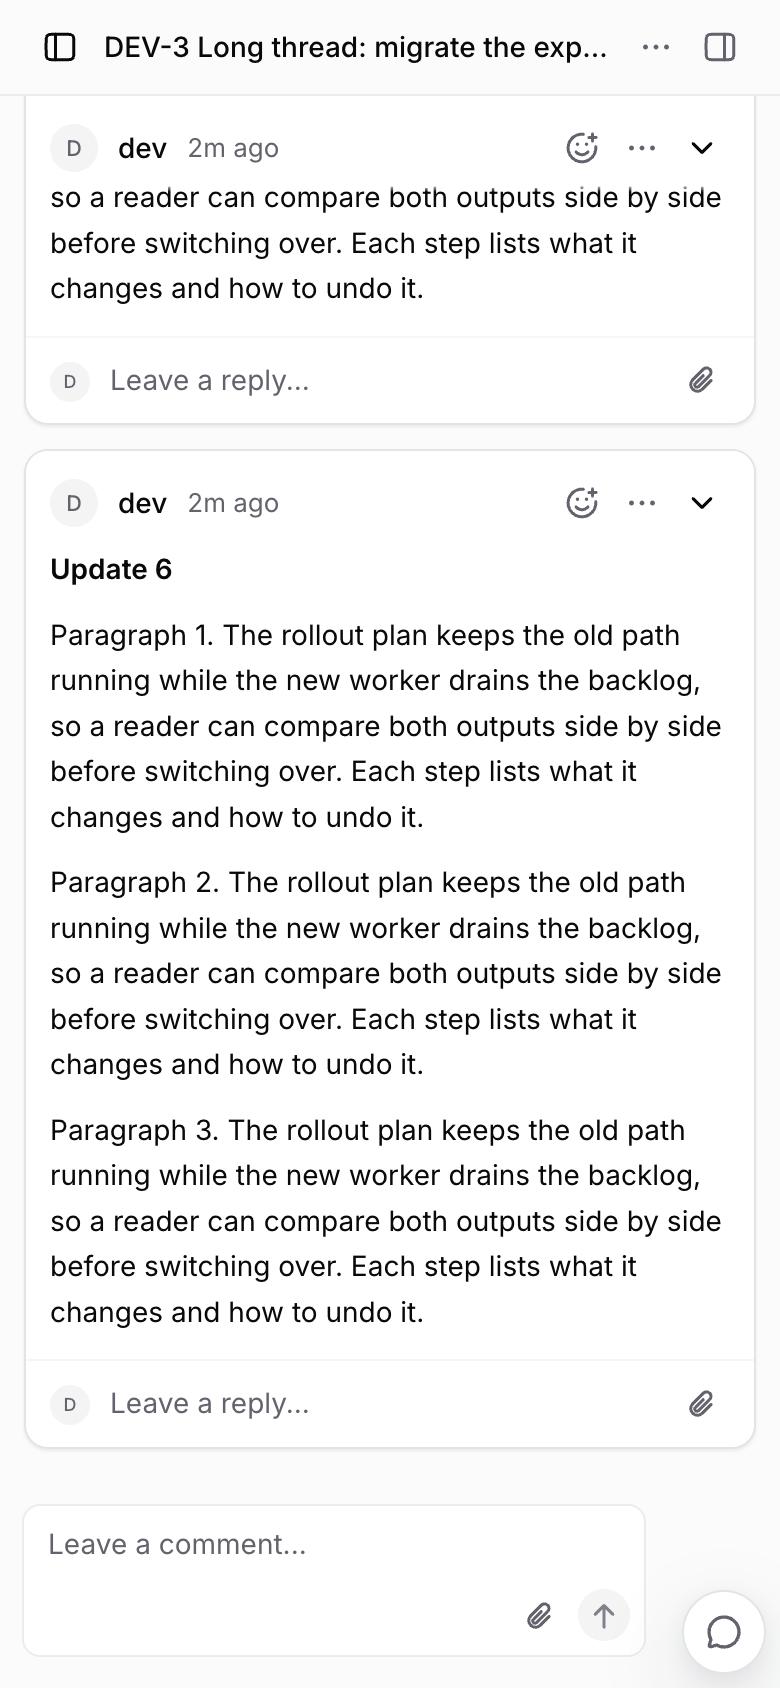 DEV-3 Long thread: migrate the exp...
D dev 2m ago
so a reader can compare both outputs side by side
before switching over. Each step lists what it
changes and how to undo it.
D Leave a reply...
D dev 2m ago
Update 6
Paragraph 1. The rollout plan keeps the old path
running while the new worker drains the backlog,
so a reader can compare both outputs side by side
before switching over. Each step lists what it
changes and how to undo it.
Paragraph 2. The rollout plan keeps the old path
running while the new worker drains the backlog,
so a reader can compare both outputs side by side
before switching over. Each step lists what it
changes and how to undo it.
Paragraph 3. The rollout plan keeps the old path
running while the new worker drains the backlog,
so a reader can compare both outputs side by side
before switching over. Each step lists what it
changes and how to undo it.
D Leave a reply...
Leave a comment...